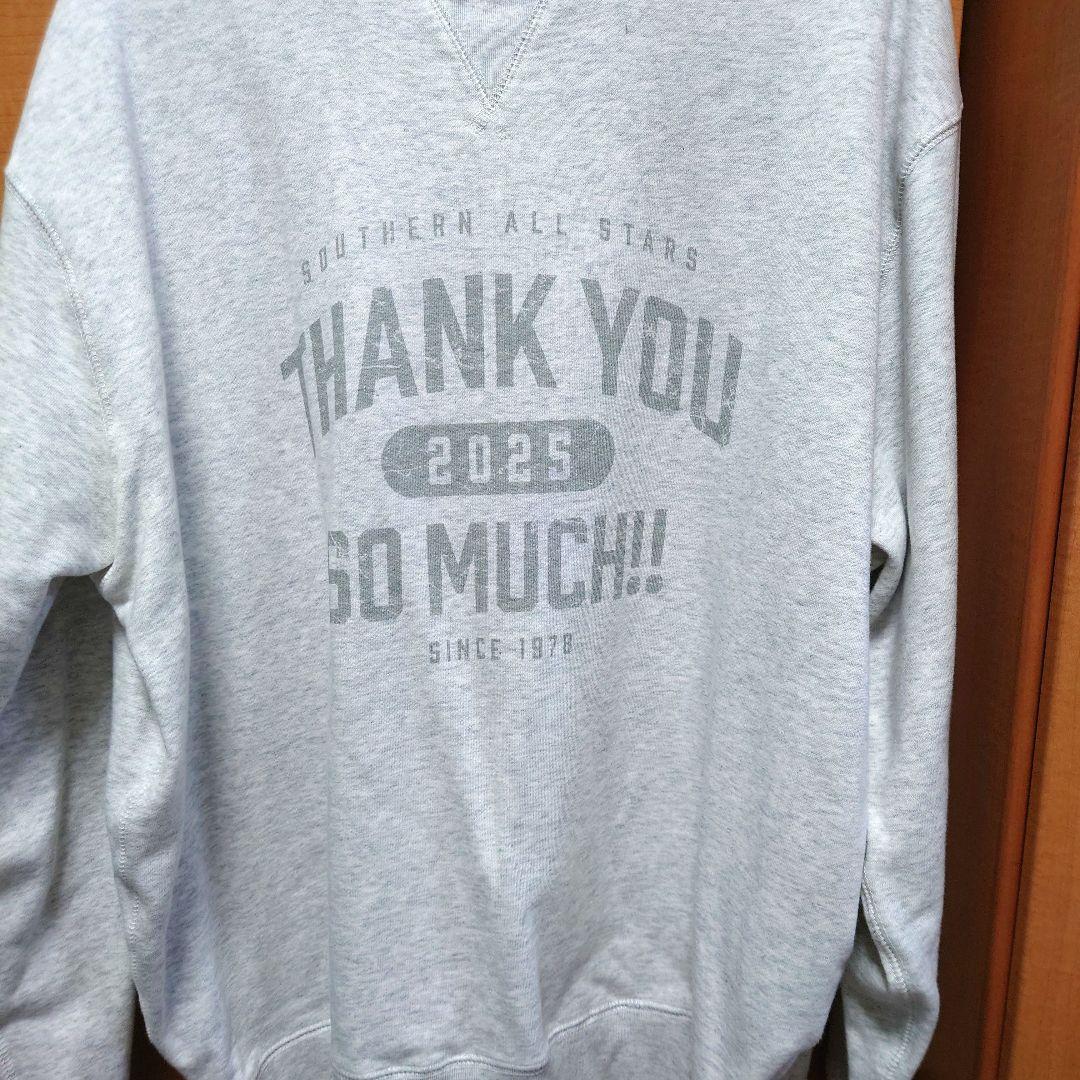 SOUTHERN ALL STARS
THANK YOU
2025
SO MUCH!!
SINCE 1978